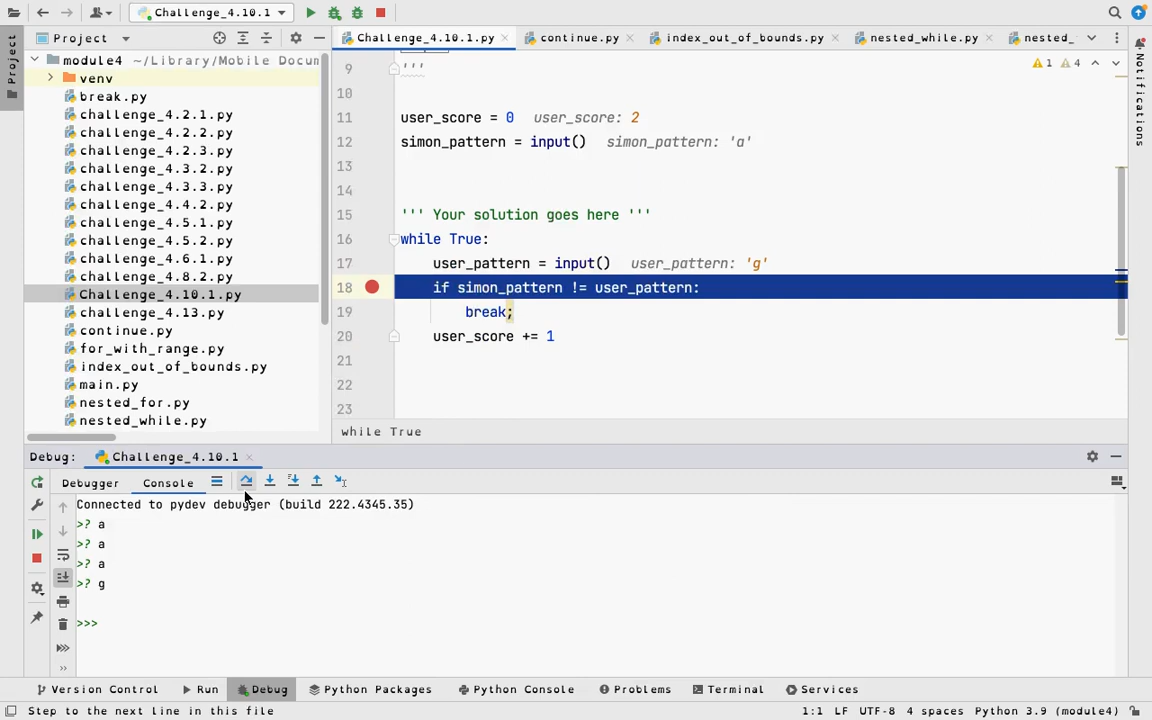 Challenge_4.10.1
Project
Challenge_4.10.1.py
continue.py
index_out_of_bounds.py
nested_while.py
nested_
Project
Notifications
module4 ~/Library/Mobile Docum
venv
break.py
challenge_4.2.1.py
challenge_4.2.2.py
challenge_4.2.3.py
challenge_4.3.2.py
challenge_4.3.3.py
challenge_4.4.2.py
challenge_4.5.1.py
challenge_4.5.2.py
challenge_4.6.1.py
challenge_4.8.2.py
Challenge_4.10.1.py
challenge_4.13.py
continue.py
for_with_range.py
index_out_of_bounds.py
main.py
nested_for.py
nested_while.py
1 4
9 '''
10
11 user_score = 0 user_score: 2
12 simon_pattern = input() simon_pattern: 'a'
13
14
15 ''' Your solution goes here '''
16 while True:
17 user_pattern = input() user_pattern: 'g'
18 if simon_pattern != user_pattern:
19 break;
20 user_score += 1
21
22
23
while True
Debug: Challenge_4.10.1
Debugger Console
Connected to pydev debugger (build 222.4345.35)
>? a
>? a
>? a
>? g
>>>
Version Control Run Debug Python Packages Python Console Problems Terminal Services
Step to the next line in this file 1:1 LF UTF-8 4 spaces Python 3.9 (module4)